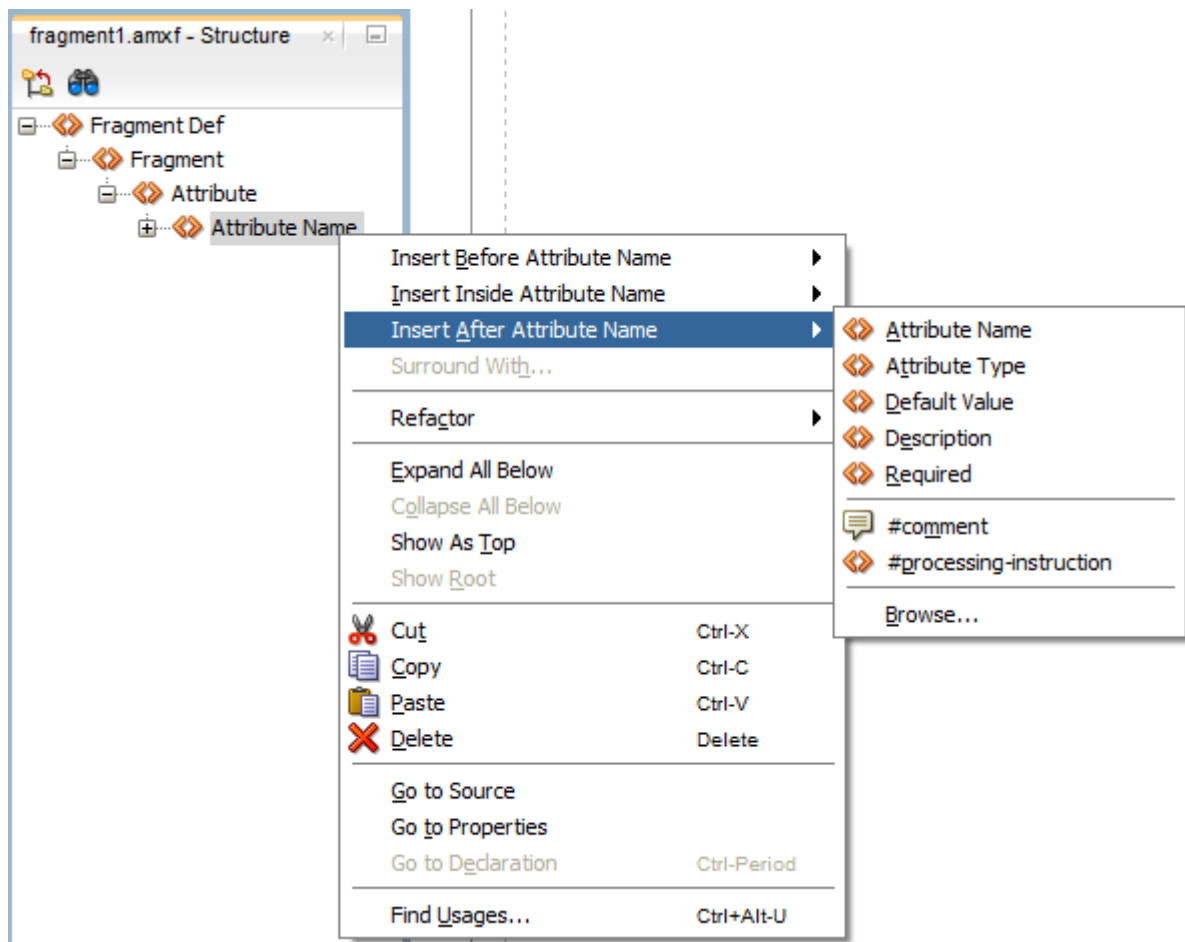 fragment1.amxf - Structure
Fragment Def
Fragment
Attribute
Attribute Name
Insert Before Attribute Name
Insert Inside Attribute Name
Insert After Attribute Name
Surround With...
Refactor
Expand All Below
Collapse All Below
Show As Top
Show Root
Cut Ctrl-X
Copy Ctrl-C
Paste Ctrl-V
Delete Delete
Go to Source
Go to Properties
Go to Declaration Ctrl-Period
Find Usages... Ctrl+Alt-U
Attribute Name
Attribute Type
Default Value
Description
Required
#comment
#processing-instruction
Browse...